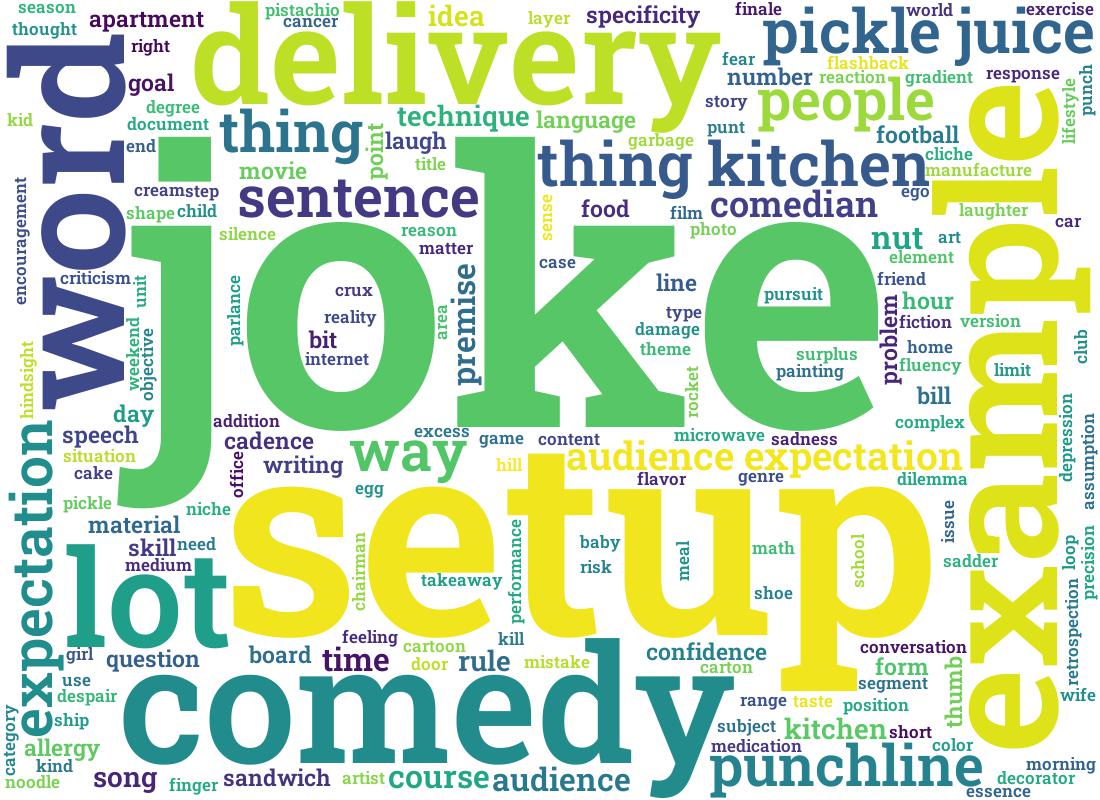 season
thought
apartment
pistachio
cancer
idea
layer
specificity
finale
pickle juice
world
exercise
delivery
right
goal
word
fear
flashback
number
reaction
gradient
response
punch
lifestyle
kid
degree
document
end
thing
point
laugh
technique
language
story
people
punt
football
garbage
movie
title
thing kitchen
cliche
manufacture
example
creamstep
sentence
sense
food
film
comedian
ego
laughter
car
encouragement
shape
child
silence
reason
matter
photo
nut
art
element
joke
criticism
unit
parlance
crux
reality
bit
internet
area
premise
case
line
type
damage
theme
pursuit
surplus
painting
friend
hour
problem
fiction
version
home
fluency
limit
club
weekend
objective
hindsight
rocket
bill
complex
day
addition
speech
situation
cake
cadence
writing
office
excess
game
content
microwave
sadness
way
hill
audience expectation
flavor
genre
dilemma
depression
assumption
expectation
pickle
niche
egg
setup
material
skill
need
medium
lot
chairman
takeaway
performance
baby
risk
meal
math
shoe
school
issue
sadder
loop
precision
retrospection
girl
question
use
despair
ship
board
feeling
time
cartoon
door
rule
kill
mistake
confidence
carton
conversation
form
segment
thumb
wife
comedy
range
taste
position
subject
kitchen
short
medication
color
category
allergy
kind
noodle
song
finger
sandwich
artist
course
audience
punchline
morning
decorator
essence